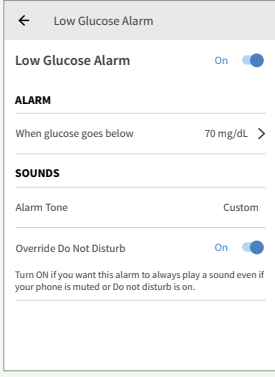 Low Glucose Alarm
Low Glucose Alarm On
ALARM
When glucose goes below 70 mg/dL
SOUNDS
Alarm Tone Custom
Override Do Not Disturb On
Turn ON if you want this alarm to always play a sound even if
your phone is muted or Do not disturb is on.